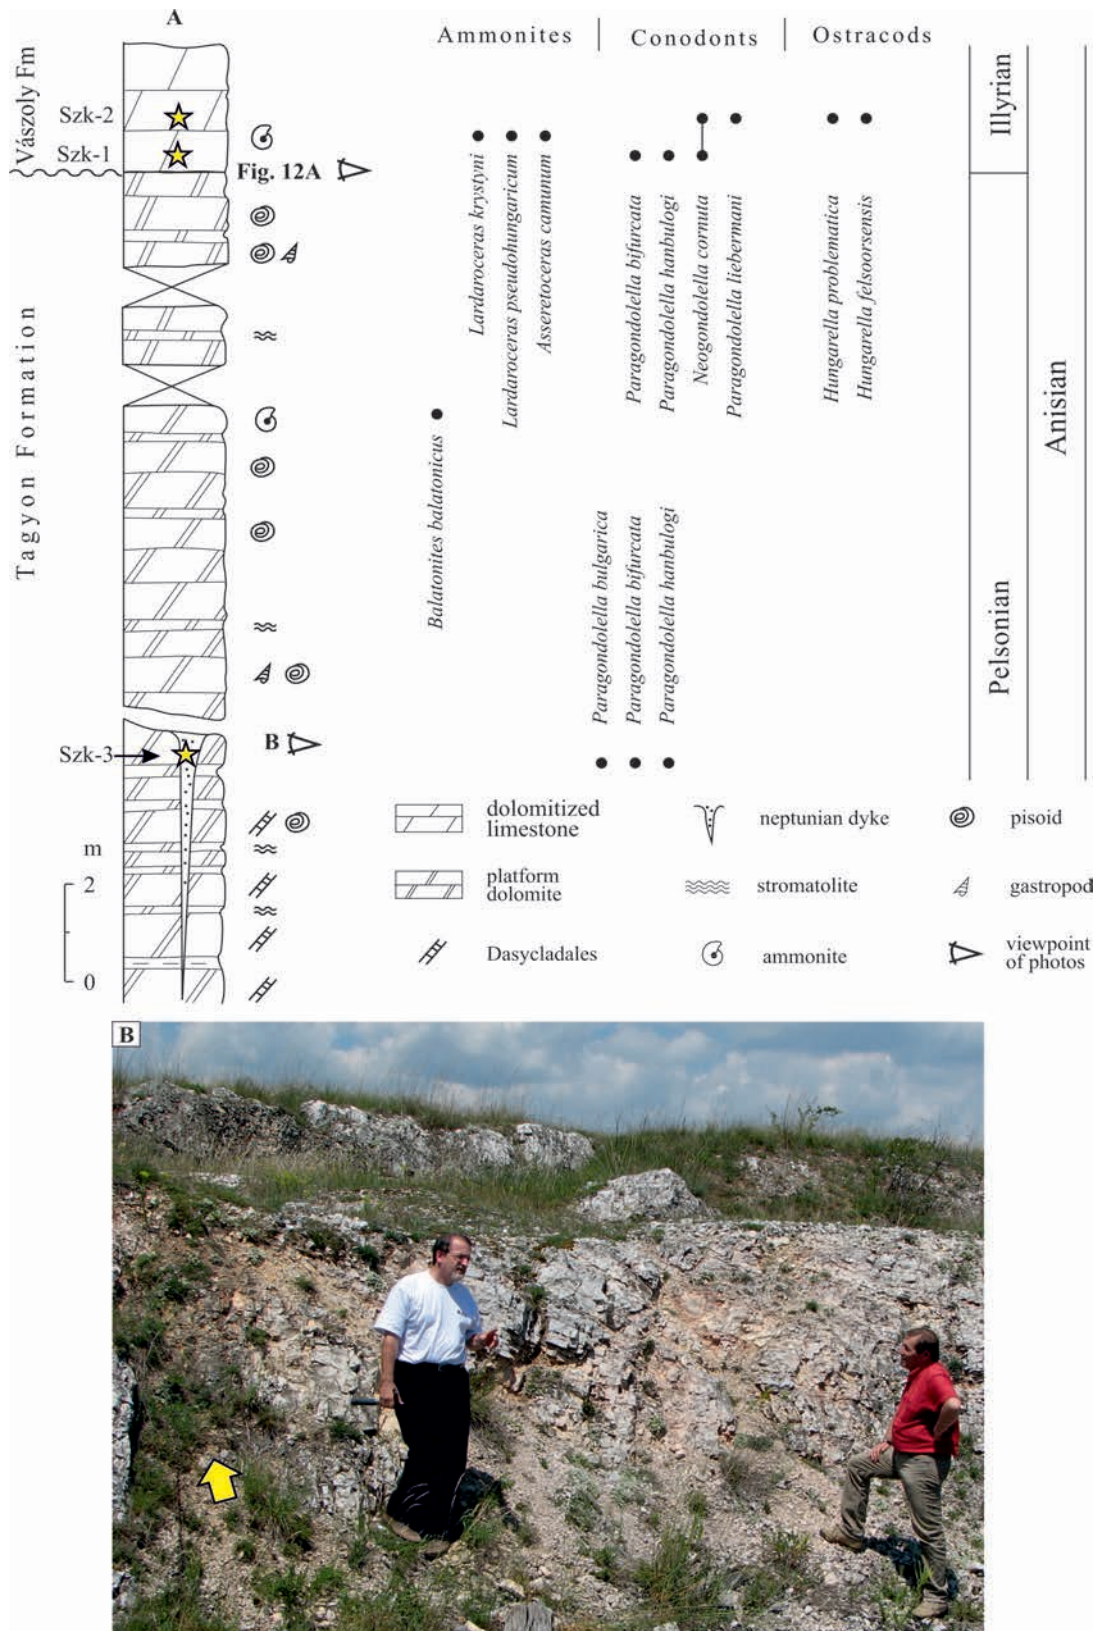 A
Ammonites | Conodonts | Ostracods
Vászoly Fm
Szk-2
Szk-1
Fig. 12A
Lardaroceras krystyni
Lardaroceras pseudohungaricum
Asseretoceras camunum
Paragondolella bifurcata
Paragondolella hanbulogi
Neogondolella cornuta
Paragondolella liebermani
Hungarella problematica
Hungarella felsoorsensis
Illyrian
Tagyon Formation
Balatonites balatonicus
Paragondolella bulgarica
Paragondolella bifurcata
Paragondolella hanbulogi
Pelsonian
Anisian
Szk-3
B
m
2
0
dolomitized
limestone
neptunian dyke
pisoid
platform
dolomite
stromatolite
gastropod
Dasycladales
ammonite
viewpoint
of photos
B